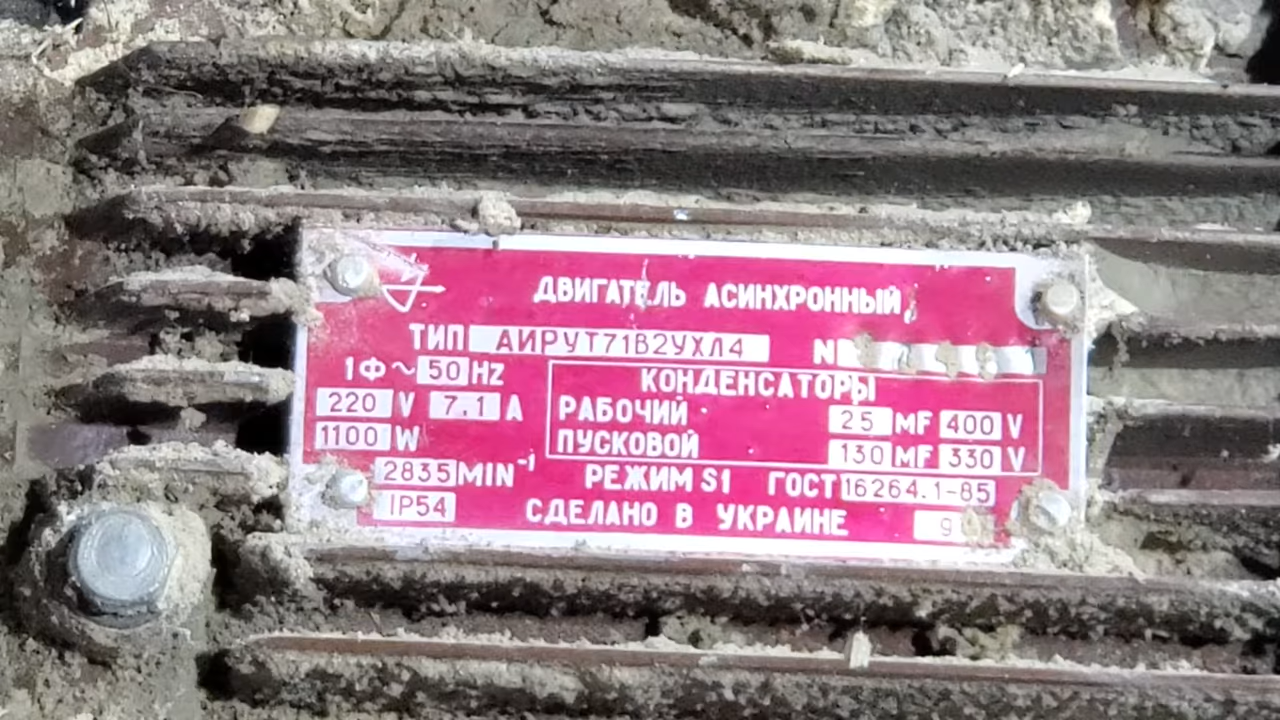 ДВИГАТЕЛЬ АСИНХРОННЫЙ
ТИП АИРУТ71В2УХЛ4 NR
1Ф~ 50 HZ
КОНДЕНСАТОРЫ
220 V 7,1 A
РАБОЧИЙ 25 MF 400 V
1100 W
ПУСКОВОЙ 130 MF 330 V
2835 MIN⁻¹ РЕЖИМ S1 ГОСТ 16264.1-85
IP54 СДЕЛАНО В УКРАИНЕ